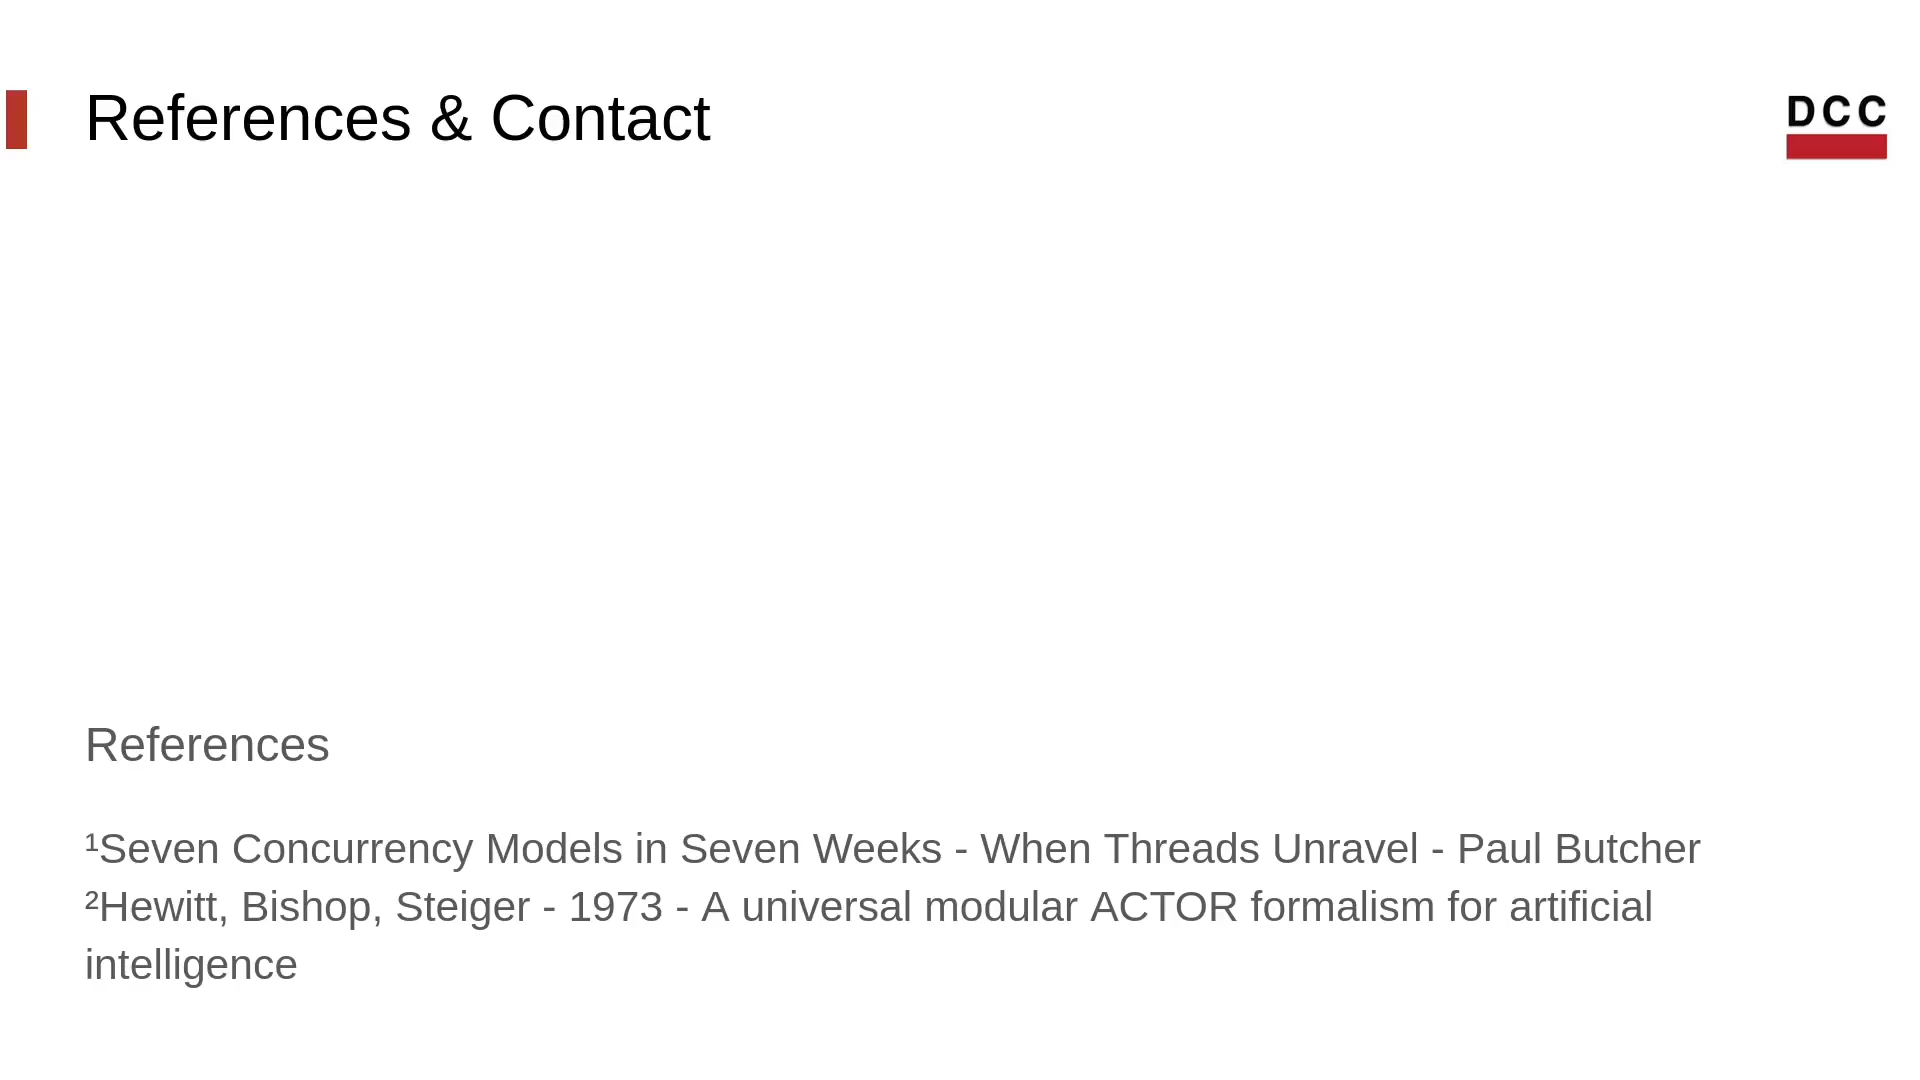 References & Contact
DCC
References
¹Seven Concurrency Models in Seven Weeks - When Threads Unravel - Paul Butcher
²Hewitt, Bishop, Steiger - 1973 - A universal modular ACTOR formalism for artificial
intelligence